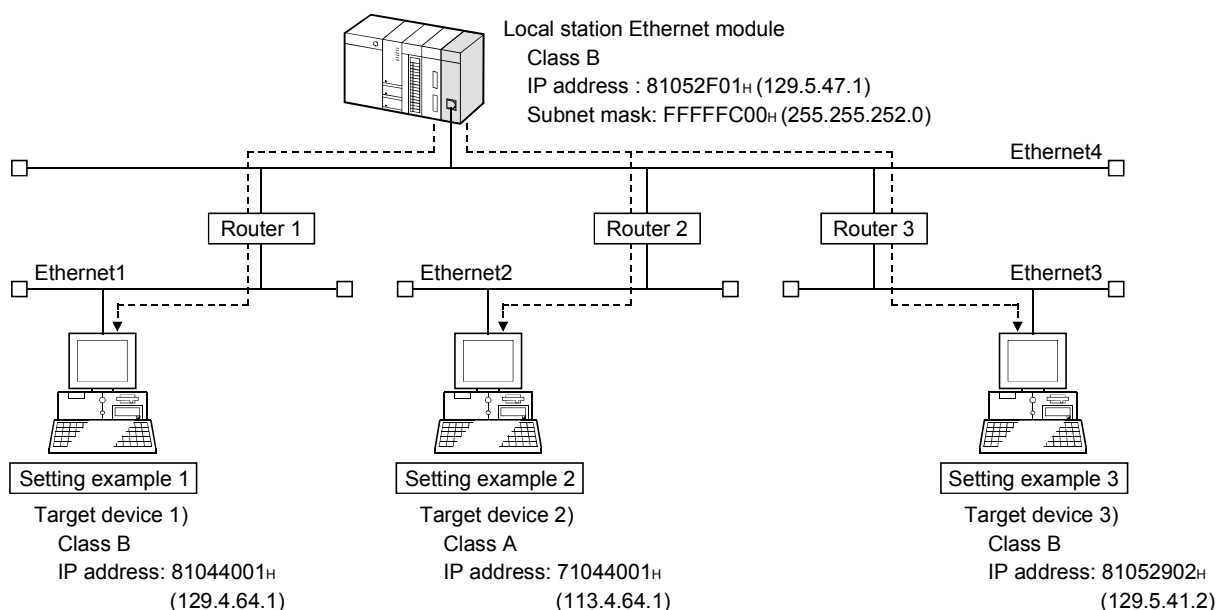 Local station Ethernet module
Class B
IP address : 81052F01H (129.5.47.1)
Subnet mask: FFFFFC00H (255.255.252.0)
Ethernet4
Router 1
Router 2
Router 3
Ethernet1
Ethernet2
Ethernet3
Setting example 1
Target device 1)
Class B
IP address: 81044001H
(129.4.64.1)
Setting example 2
Target device 2)
Class A
IP address: 71044001H
(113.4.64.1)
Setting example 3
Target device 3)
Class B
IP address: 81052902H
(129.5.41.2)